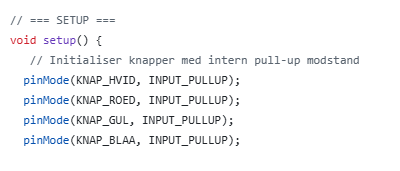 // === SETUP ===
void setup() {
// Initialiser knapper med intern pull-up modstand
pinMode(KNAP_HVID, INPUT_PULLUP);
pinMode(KNAP_ROED, INPUT_PULLUP);
pinMode(KNAP_GUL, INPUT_PULLUP);
pinMode(KNAP_BLAA, INPUT_PULLUP);